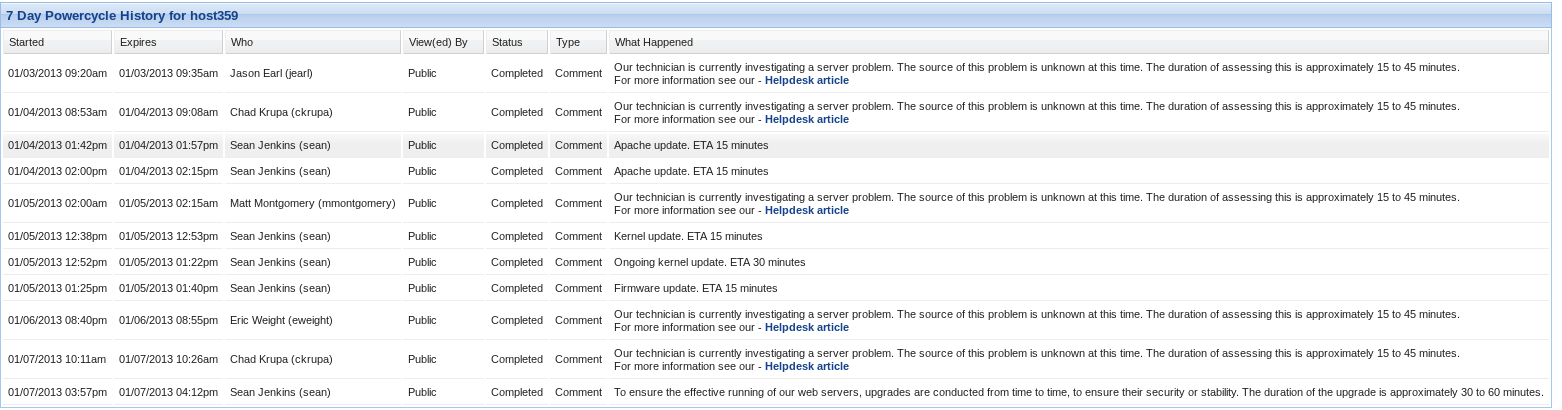 7 Day Powercycle History for host359
Started Expires Who View(ed) By Status Type What Happened
01/03/2013 09:20am 01/03/2013 09:35am Jason Earl (jearl) Public Completed Comment Our technician is currently investigating a server problem. The source of this problem is unknown at this time. The duration of assessing this is approximately 15 to 45 minutes.
For more information see our - Helpdesk article
01/04/2013 08:53am 01/04/2013 09:08am Chad Krupa (ckrupa) Public Completed Comment Our technician is currently investigating a server problem. The source of this problem is unknown at this time. The duration of assessing this is approximately 15 to 45 minutes.
For more information see our - Helpdesk article
01/04/2013 01:42pm 01/04/2013 01:57pm Sean Jenkins (sean) Public Completed Comment Apache update. ETA 15 minutes
01/04/2013 02:00pm 01/04/2013 02:15pm Sean Jenkins (sean) Public Completed Comment Apache update. ETA 15 minutes
01/05/2013 02:00am 01/05/2013 02:15am Matt Montgomery (mmontgomery) Public Completed Comment Our technician is currently investigating a server problem. The source of this problem is unknown at this time. The duration of assessing this is approximately 15 to 45 minutes.
For more information see our - Helpdesk article
01/05/2013 12:38pm 01/05/2013 12:53pm Sean Jenkins (sean) Public Completed Comment Kernel update. ETA 15 minutes
01/05/2013 12:52pm 01/05/2013 01:22pm Sean Jenkins (sean) Public Completed Comment Ongoing kernel update. ETA 30 minutes
01/05/2013 01:25pm 01/05/2013 01:40pm Sean Jenkins (sean) Public Completed Comment Firmware update. ETA 15 minutes
01/06/2013 08:40pm 01/06/2013 08:55pm Eric Weight (eweight) Public Completed Comment Our technician is currently investigating a server problem. The source of this problem is unknown at this time. The duration of assessing this is approximately 15 to 45 minutes.
For more information see our - Helpdesk article
01/07/2013 10:11am 01/07/2013 10:26am Chad Krupa (ckrupa) Public Completed Comment Our technician is currently investigating a server problem. The source of this problem is unknown at this time. The duration of assessing this is approximately 15 to 45 minutes.
For more information see our - Helpdesk article
01/07/2013 03:57pm 01/07/2013 04:12pm Sean Jenkins (sean) Public Completed Comment To ensure the effective running of our web servers, upgrades are conducted from time to time, to ensure their security or stability. The duration of the upgrade is approximately 30 to 60 minutes.